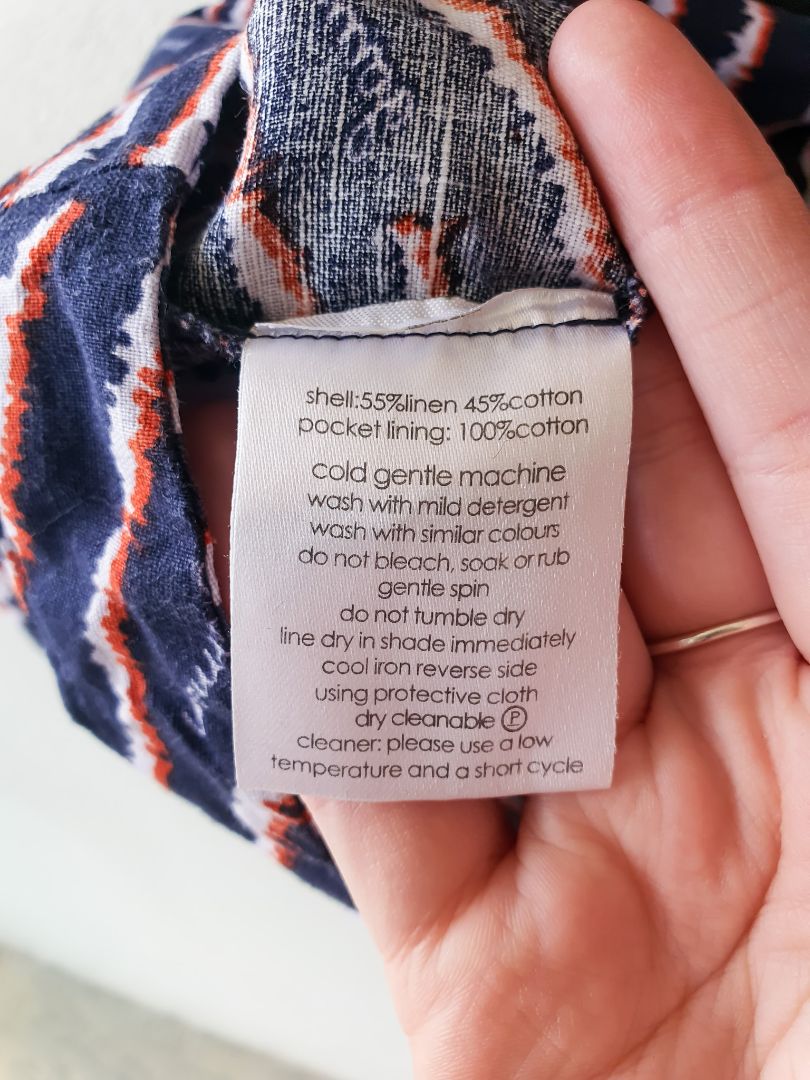 shell:55%linen 45%cotton
pocket lining: 100%cotton
cold gentle machine
wash with mild detergent
wash with similar colours
do not bleach, soak or rub
gentle spin
do not tumble dry
line dry in shade immediately
cool iron reverse side
using protective cloth
dry cleanable Ⓟ
cleaner: please use a low
temperature and a short cycle